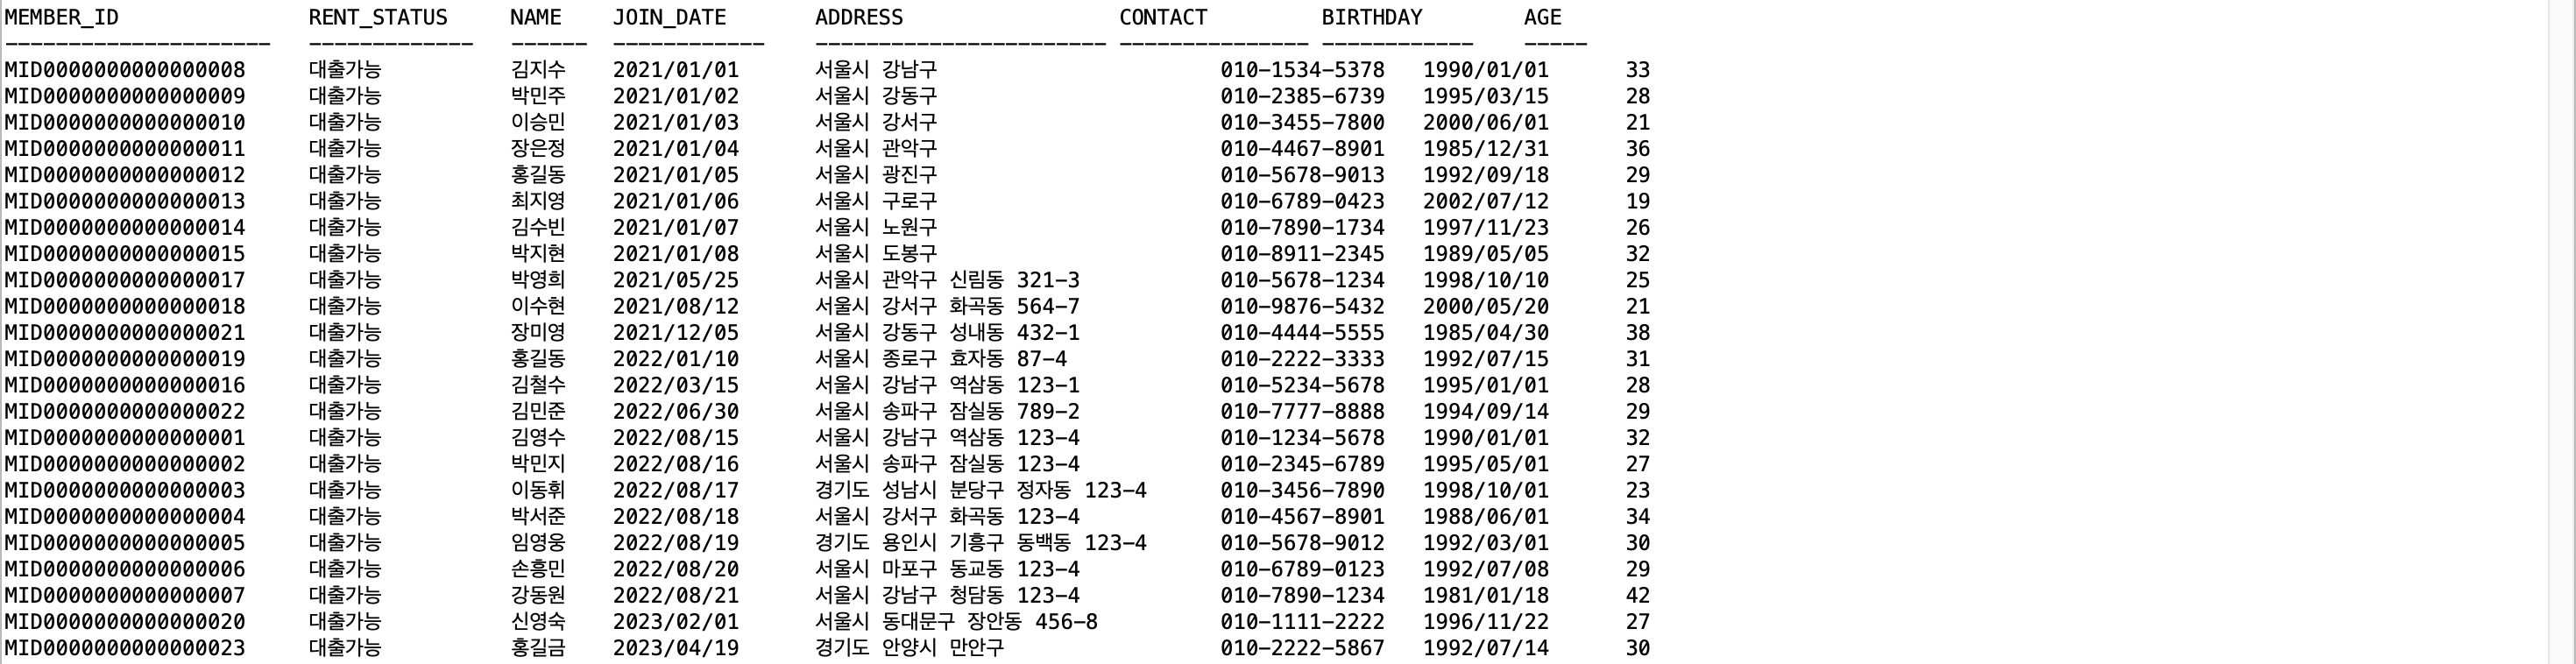 MEMBER_ID RENT_STATUS NAME JOIN_DATE ADDRESS CONTACT BIRTHDAY AGE
--------------------- ------------- ------ ------------ ----------------------- --------------- ------------ -----
MID0000000000000008 대출가능 김지수 2021/01/01 서울시 강남구 010-1534-5378 1990/01/01 33
MID0000000000000009 대출가능 박민주 2021/01/02 서울시 강동구 010-2385-6739 1995/03/15 28
MID0000000000000010 대출가능 이승민 2021/01/03 서울시 강서구 010-3455-7800 2000/06/01 21
MID0000000000000011 대출가능 장은정 2021/01/04 서울시 관악구 010-4467-8901 1985/12/31 36
MID0000000000000012 대출가능 홍길동 2021/01/05 서울시 광진구 010-5678-9013 1992/09/18 29
MID0000000000000013 대출가능 최지영 2021/01/06 서울시 구로구 010-6789-0423 2002/07/12 19
MID0000000000000014 대출가능 김수빈 2021/01/07 서울시 노원구 010-7890-1734 1997/11/23 26
MID0000000000000015 대출가능 박지현 2021/01/08 서울시 도봉구 010-8911-2345 1989/05/05 32
MID0000000000000017 대출가능 박영희 2021/05/25 서울시 관악구 신림동 321-3 010-5678-1234 1998/10/10 25
MID0000000000000018 대출가능 이수현 2021/08/12 서울시 강서구 화곡동 564-7 010-9876-5432 2000/05/20 21
MID0000000000000021 대출가능 장미영 2021/12/05 서울시 강동구 성내동 432-1 010-4444-5555 1985/04/30 38
MID0000000000000019 대출가능 홍길동 2022/01/10 서울시 종로구 효자동 87-4 010-2222-3333 1992/07/15 31
MID0000000000000016 대출가능 김철수 2022/03/15 서울시 강남구 역삼동 123-1 010-5234-5678 1995/01/01 28
MID0000000000000022 대출가능 김민준 2022/06/30 서울시 송파구 잠실동 789-2 010-7777-8888 1994/09/14 29
MID0000000000000001 대출가능 김영수 2022/08/15 서울시 강남구 역삼동 123-4 010-1234-5678 1990/01/01 32
MID0000000000000002 대출가능 박민지 2022/08/16 서울시 송파구 잠실동 123-4 010-2345-6789 1995/05/01 27
MID0000000000000003 대출가능 이동휘 2022/08/17 경기도 성남시 분당구 정자동 123-4 010-3456-7890 1998/10/01 23
MID0000000000000004 대출가능 박서준 2022/08/18 서울시 강서구 화곡동 123-4 010-4567-8901 1988/06/01 34
MID0000000000000005 대출가능 임영웅 2022/08/19 경기도 용인시 기흥구 동백동 123-4 010-5678-9012 1992/03/01 30
MID0000000000000006 대출가능 손흥민 2022/08/20 서울시 마포구 동교동 123-4 010-6789-0123 1992/07/08 29
MID0000000000000007 대출가능 강동원 2022/08/21 서울시 강남구 청담동 123-4 010-7890-1234 1981/01/18 42
MID0000000000000020 대출가능 신영숙 2023/02/01 서울시 동대문구 장안동 456-8 010-1111-2222 1996/11/22 27
MID0000000000000023 대출가능 홍길금 2023/04/19 경기도 안양시 만안구 010-2222-5867 1992/07/14 30